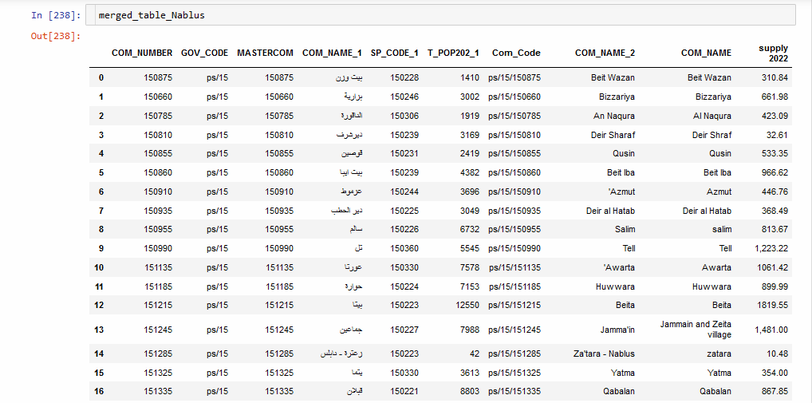 In [238]: merged_table_Nablus
Out[238]:
COM_NUMBER GOV_CODE MASTERCOM COM_NAME_1 SP_CODE_1 T_POP202_1 Com_Code COM_NAME_2 COM_NAME supply 2022
0 150875 ps/15 150875 بيت وزن 150228 1410 ps/15/150875 Beit Wazan Beit Wazan 310.84
1 150660 ps/15 150660 بزارية 150246 3002 ps/15/150660 Bizzariya Bizzariya 661.98
2 150785 ps/15 150785 الناقورة 150306 1919 ps/15/150785 An Naqura Al Naqura 423.09
3 150810 ps/15 150810 ديرشرف 150239 3169 ps/15/150810 Deir Sharaf Deir Shraf 32.61
4 150855 ps/15 150855 قوصين 150231 2419 ps/15/150855 Qusin Qusin 533.35
5 150860 ps/15 150860 بيت ايبا 150239 4382 ps/15/150860 Beit Iba Beit Iba 966.62
6 150910 ps/15 150910 عزموط 150244 3696 ps/15/150910 'Azmut Azmut 446.76
7 150935 ps/15 150935 دير الحطب 150225 3049 ps/15/150935 Deir al Hatab Deir al Hatab 368.49
8 150955 ps/15 150955 سالم 150226 6732 ps/15/150955 Salim salim 813.67
9 150990 ps/15 150990 تل 150360 5545 ps/15/150990 Tell Tell 1,223.22
10 151135 ps/15 151135 عورتا 150330 7578 ps/15/151135 'Awarta Awarta 1061.42
11 151185 ps/15 151185 حوارة 150224 7153 ps/15/151185 Huwwara Huwwara 899.99
12 151215 ps/15 151215 بيتا 150223 12550 ps/15/151215 Beita Beita 1819.55
13 151245 ps/15 151245 جماعين 150227 7988 ps/15/151245 Jamma'in Jammain and Zeita village 1,481.00
14 151285 ps/15 151285 زعترة - نابلس 150223 42 ps/15/151285 Za'tara - Nablus zatara 10.48
15 151325 ps/15 151325 يتما 150330 3613 ps/15/151325 Yatma Yatma 354.00
16 151335 ps/15 151335 قبلان 150221 8803 ps/15/151335 Qabalan Qabalan 867.85